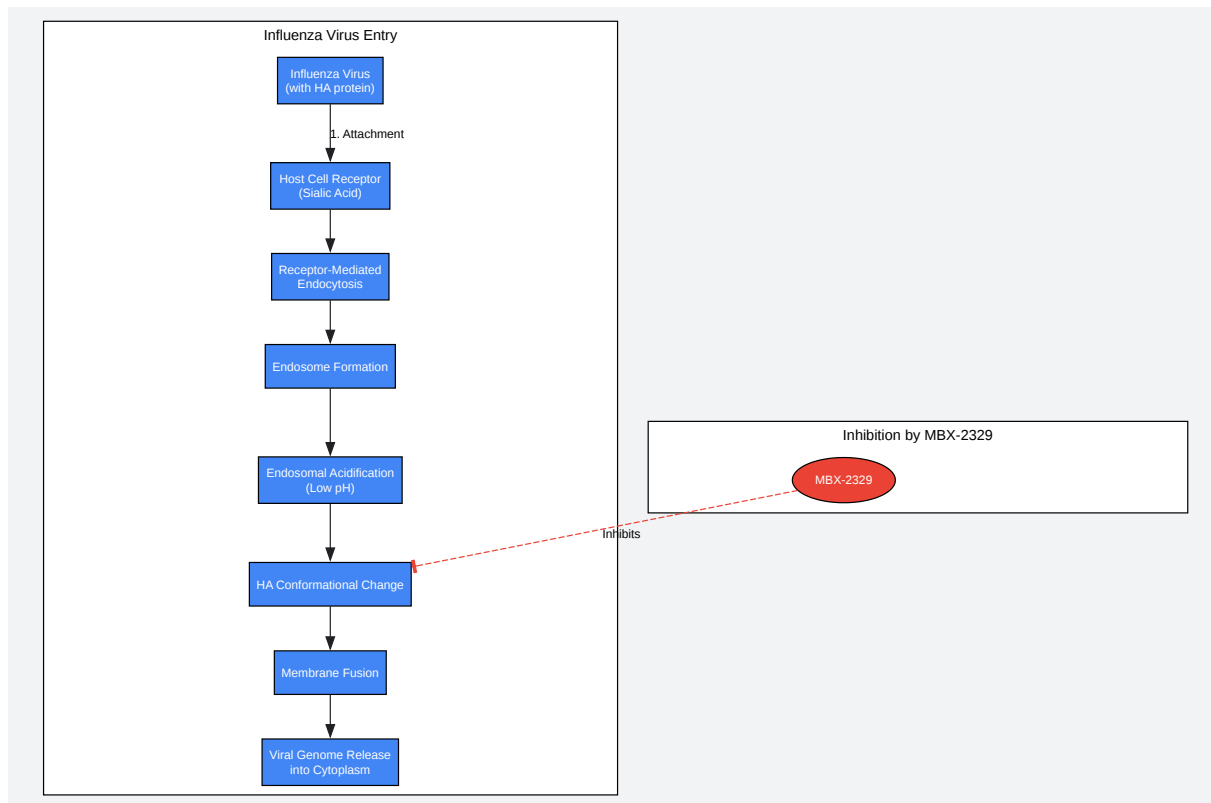 Influenza Virus Entry
Influenza Virus
(with HA protein)
1. Attachment
Host Cell Receptor
(Sialic Acid)
Receptor-Mediated
Endocytosis
Endosome Formation
Endosomal Acidification
(Low pH)
HA Conformational Change
Membrane Fusion
Viral Genome Release
into Cytoplasm
Inhibition by MBX-2329
MBX-2329
Inhibits